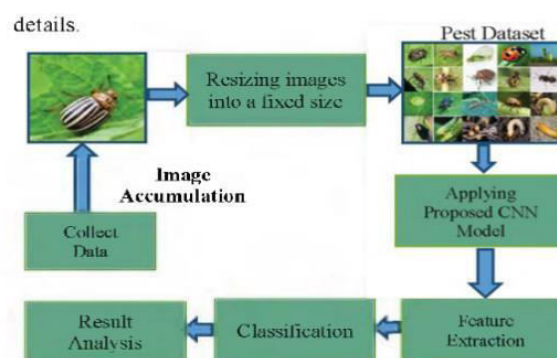 details.
Pest Dataset
Resizing images
into a fixed size
Image
Accumulation
Collect
Data
Applying
Proposed CNN
Model
Feature
Extraction
Classification
Result
Analysis